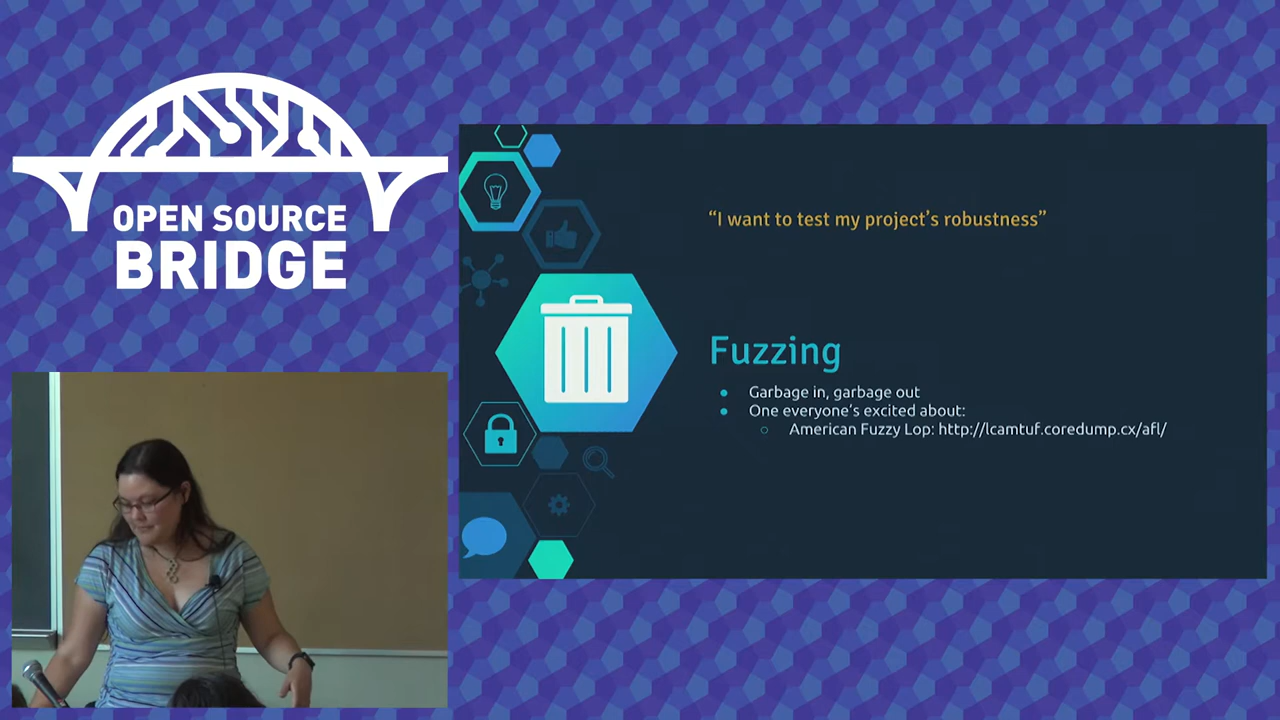 OPEN SOURCE
BRIDGE
“I want to test my project’s robustness”
Fuzzing
Garbage in, garbage out
One everyone’s excited about:
American Fuzzy Lop: http://lcamtuf.coredump.cx/afl/